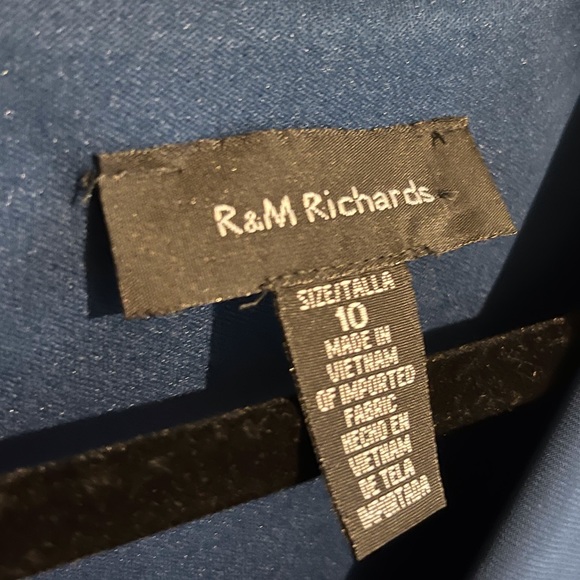 R&M Richards
SIZE/TALLA
10
MADE IN
VIETNAM
OF IMPORTED
FABRIC
HECHO EN
VIETNAM
DE TELA
IMPORTADA